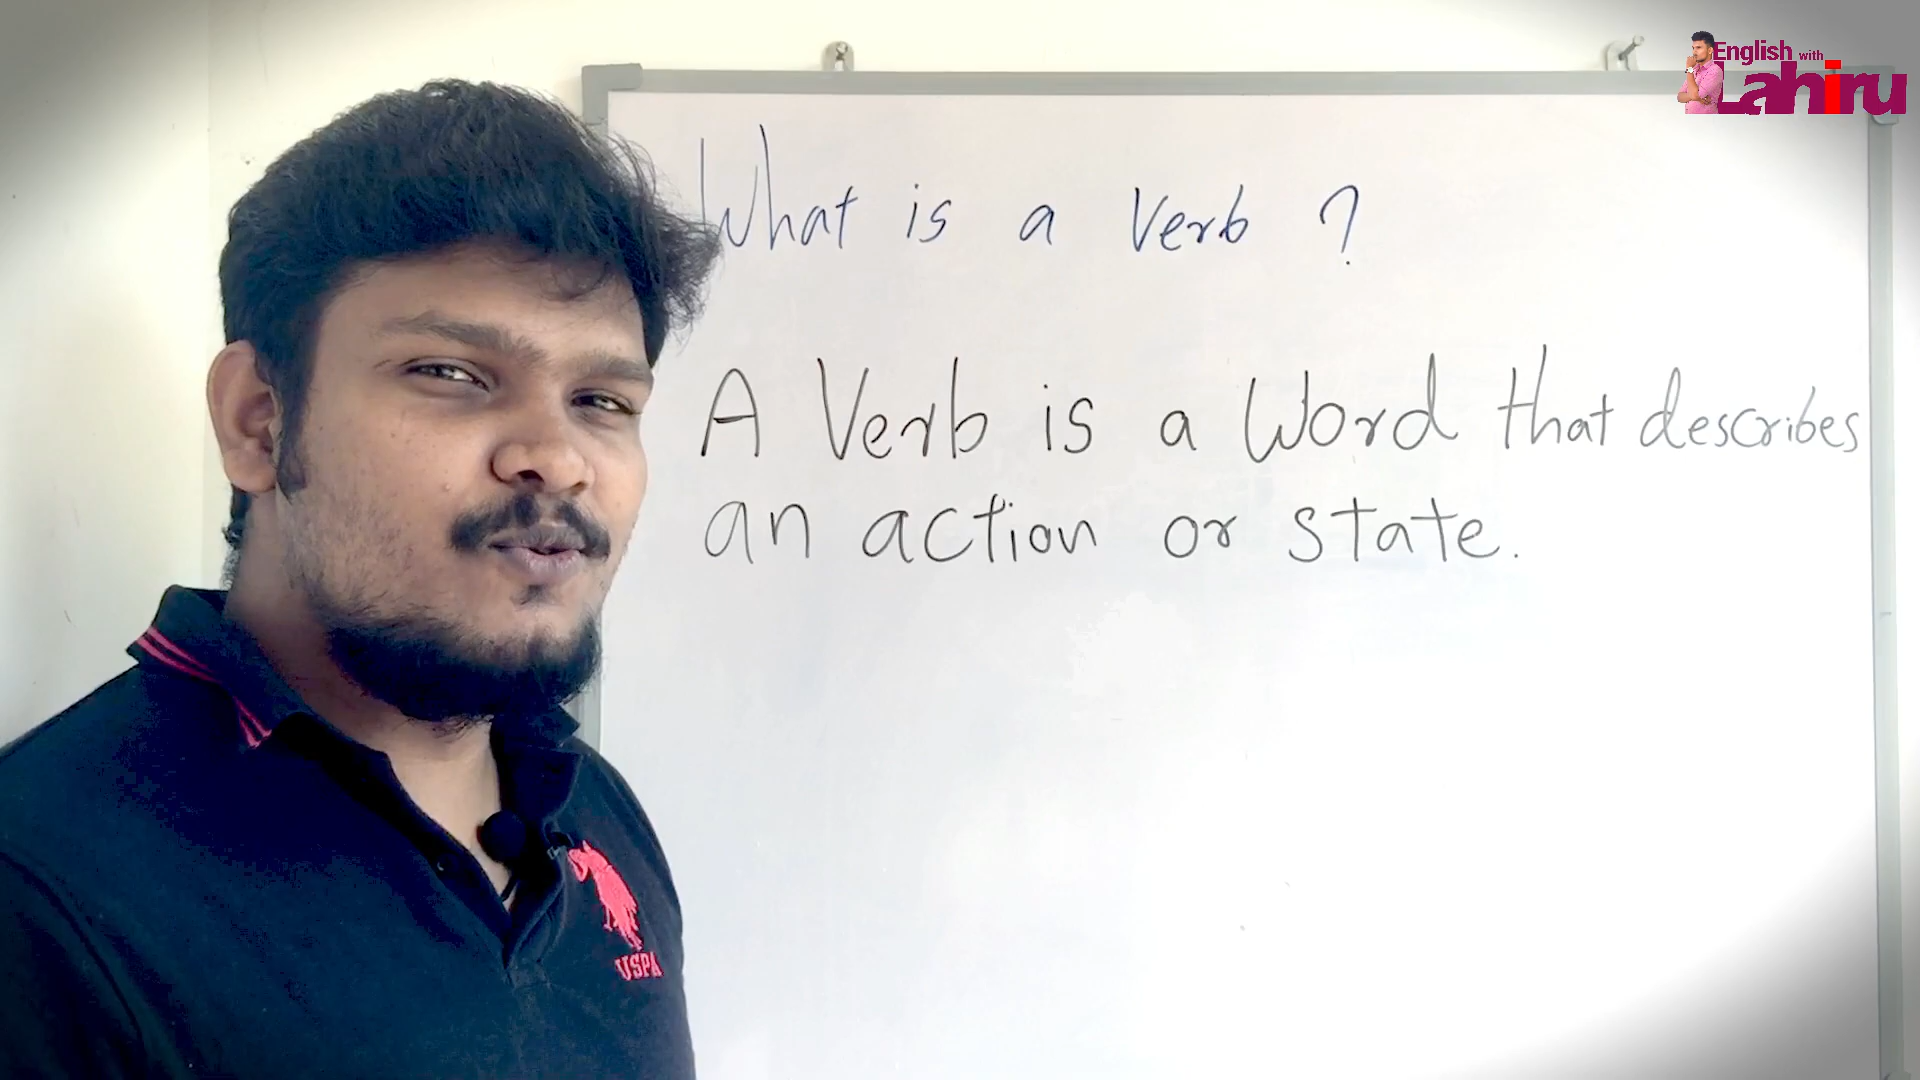 English with
Lahiru
What is a Verb ?
A Verb is a Word that describes
an action or state.
USPA